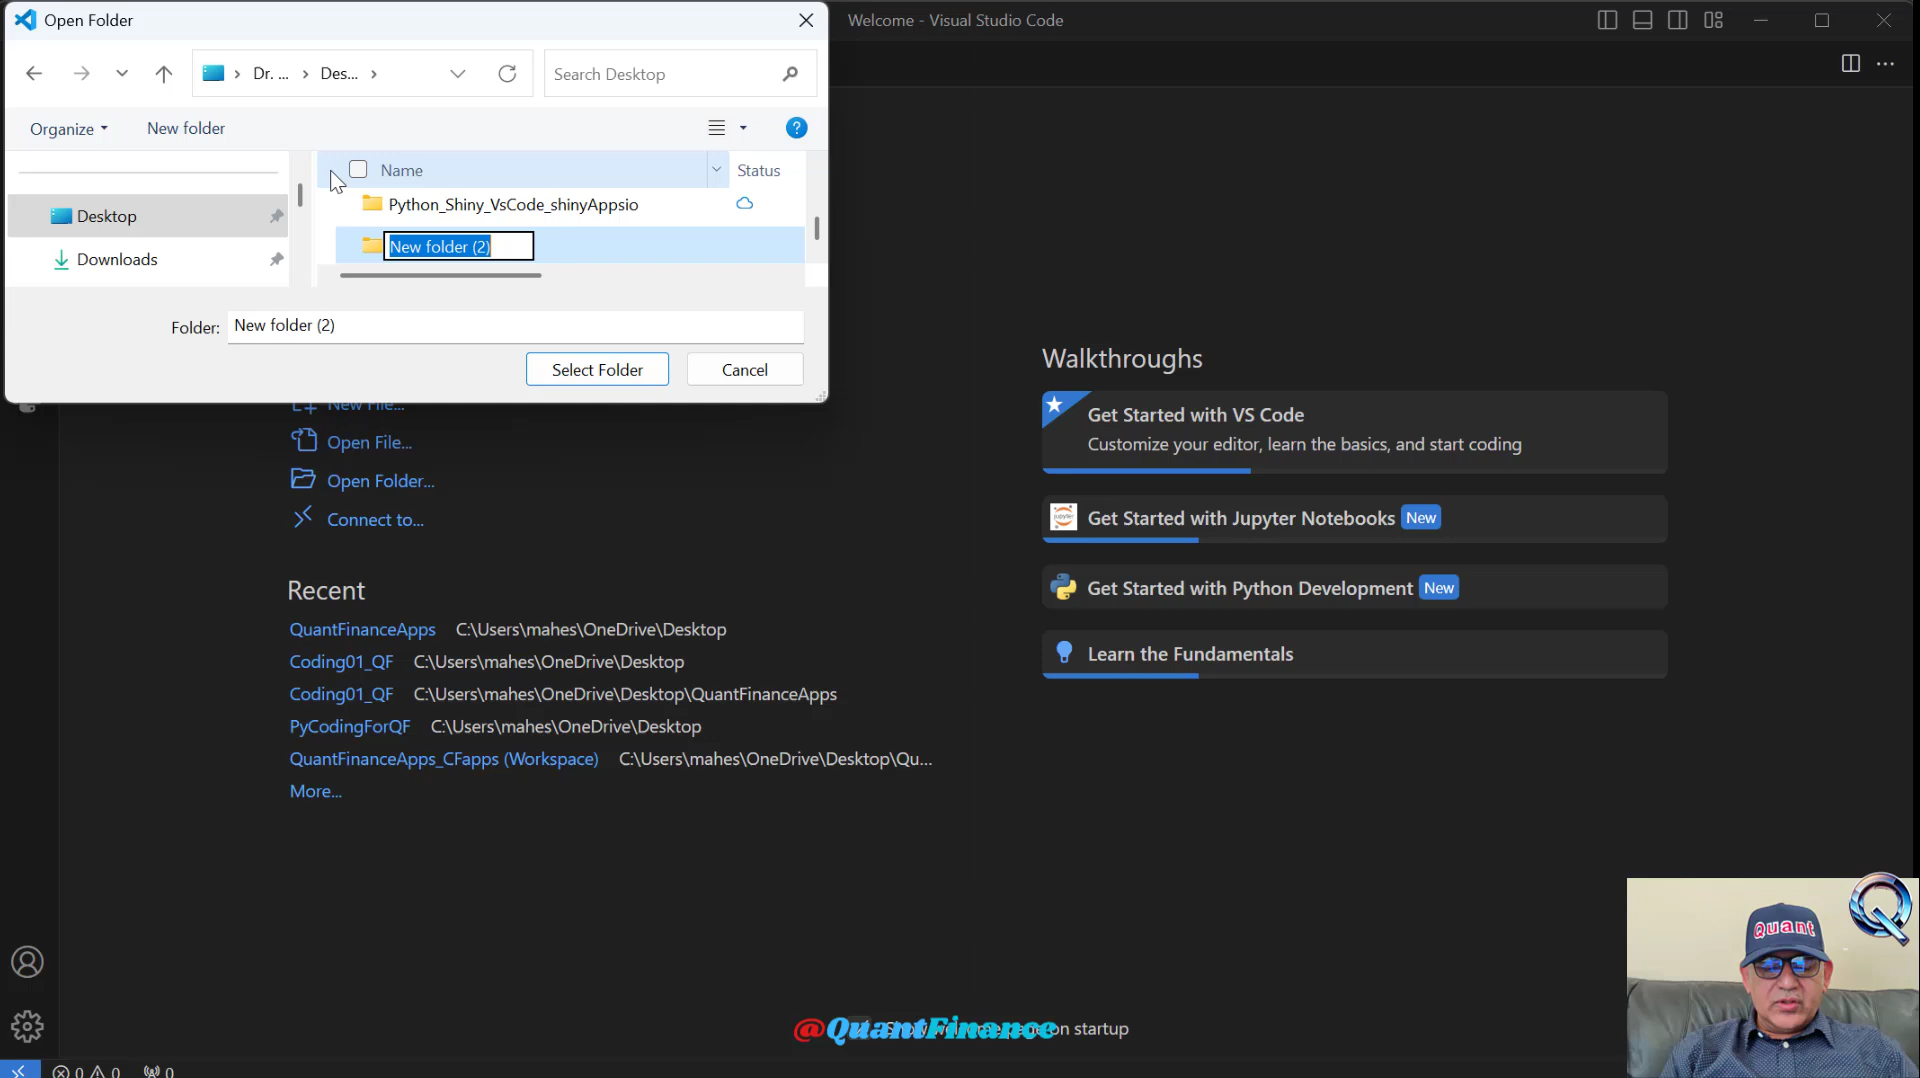 Open Folder
Welcome - Visual Studio Code
Dr. ... Des...
Search Desktop
Organize
New folder
?
Name
Status
Python_Shiny_VsCode_shinyAppsio
Desktop
New folder (2)
Downloads
Folder:
New folder (2)
Select Folder
Cancel
New File...
Open File...
Open Folder...
Connect to...
Recent
QuantFinanceApps C:\Users\mahes\OneDrive\Desktop
Coding01_QF C:\Users\mahes\OneDrive\Desktop
Coding01_QF C:\Users\mahes\OneDrive\Desktop\QuantFinanceApps
PyCodingForQF C:\Users\mahes\OneDrive\Desktop
QuantFinanceApps_CFapps (Workspace) C:\Users\mahes\OneDrive\Desktop\Qu...
More...
Walkthroughs
Get Started with VS Code
Customize your editor, learn the basics, and start coding
jupyter
Get Started with Jupyter Notebooks New
Get Started with Python Development New
Learn the Fundamentals
Quant
Q
@QuantFinance
on startup
0 0 0